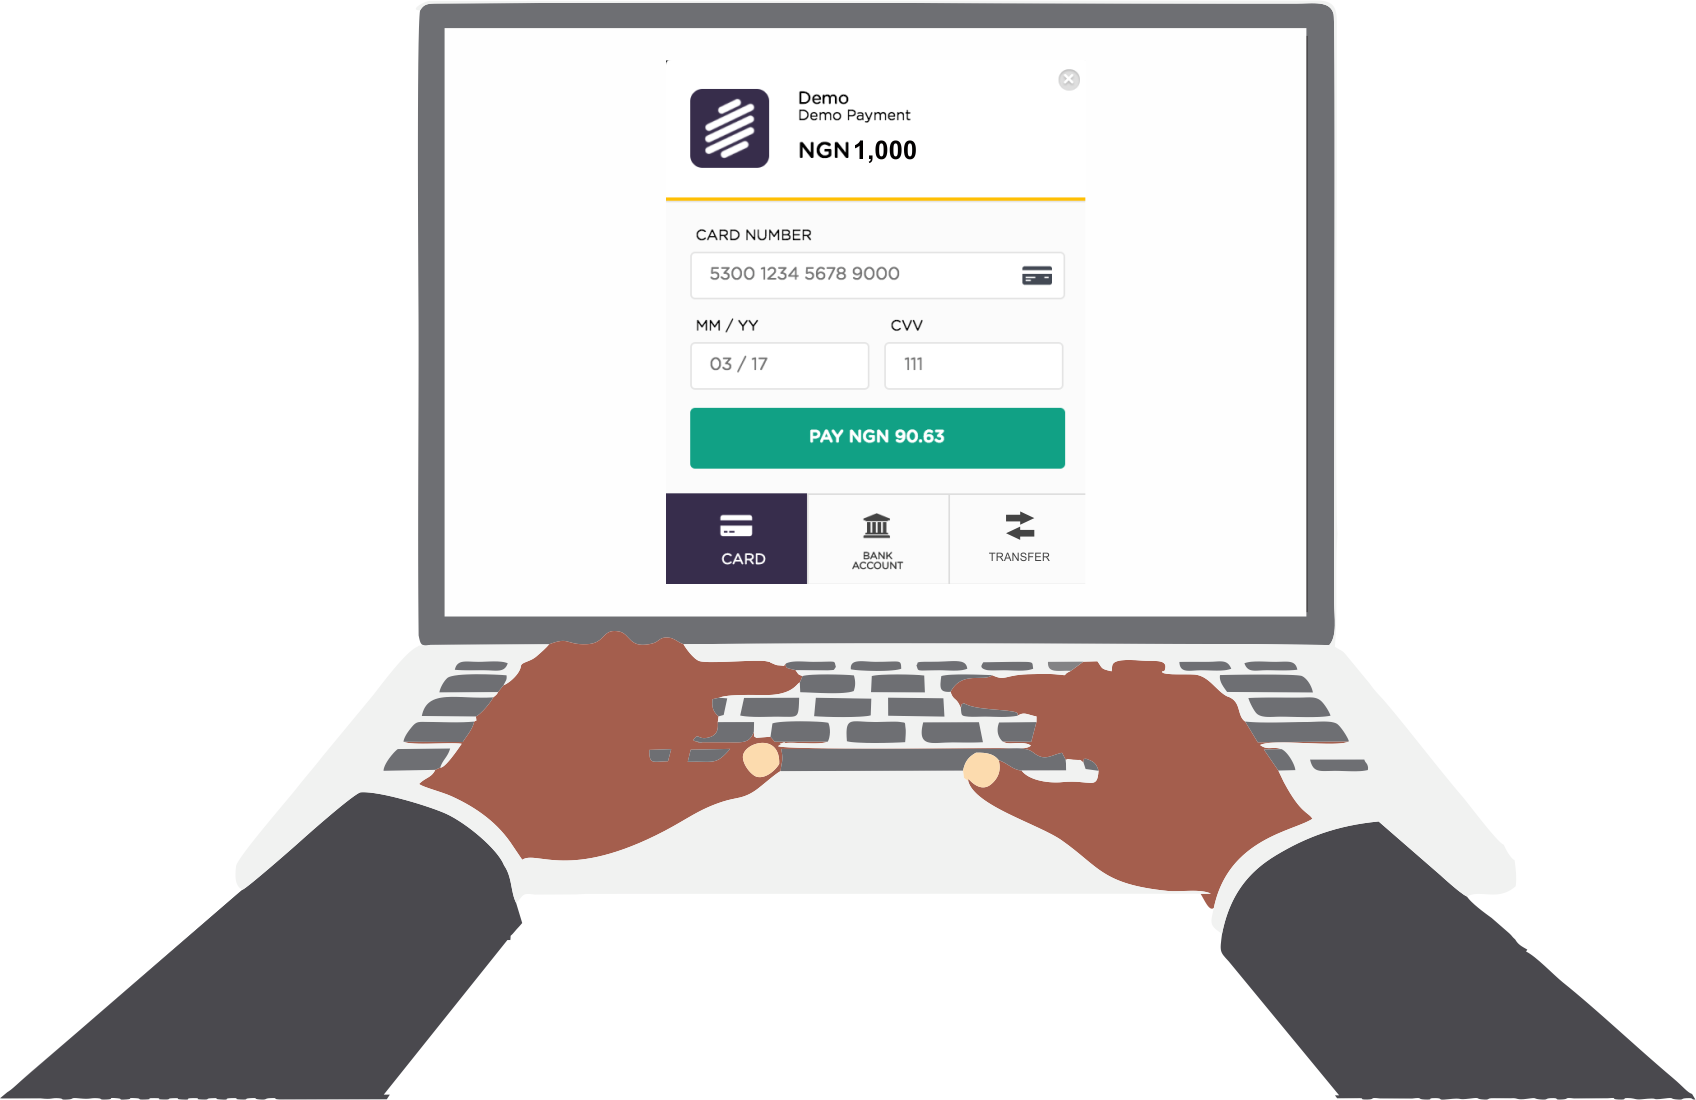 Demo
Demo Payment
NGN 1,000
CARD NUMBER
5300 1234 5678 9000
MM / YY CVV
03 / 17 111
PAY NGN 90.63
CARD
BANK
ACCOUNT
TRANSFER